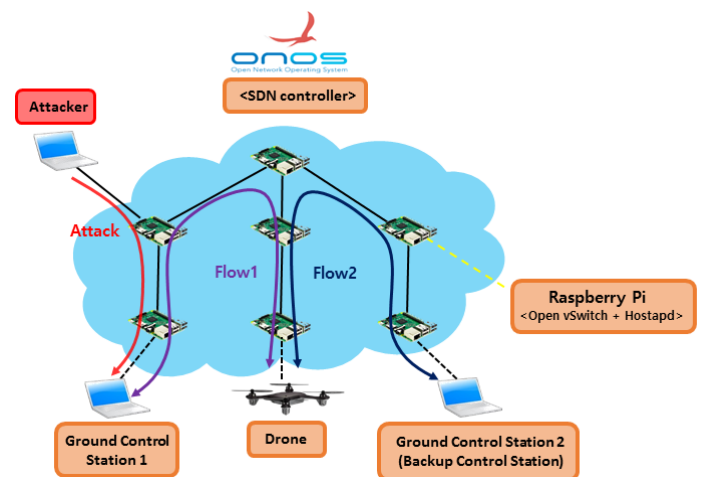 onos
Open Network Operating System
<SDN controller>
Attacker
Attack
Flow1
Flow2
Raspberry Pi
<Open vSwitch + Hostapd>
Ground Control
Station 1
Drone
Ground Control Station 2
(Backup Control Station)